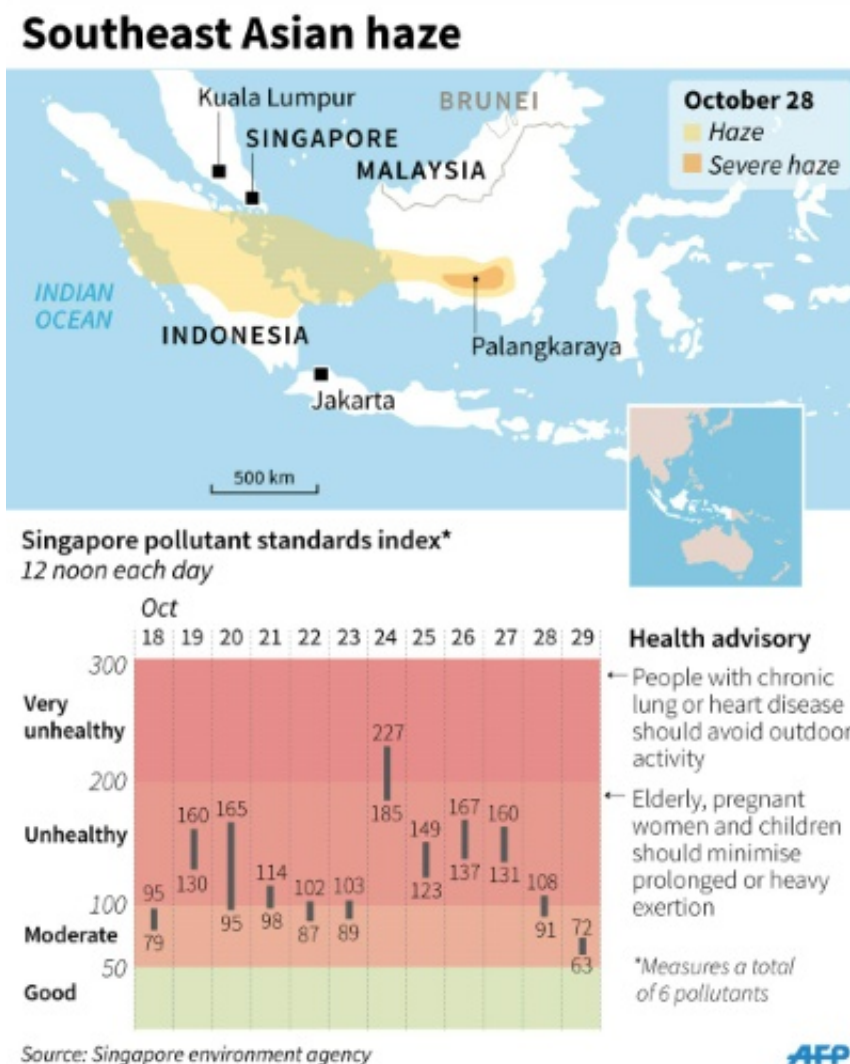 Southeast Asian haze
Kuala Lumpur
BRUNEI
October 28
SINGAPORE
Haze
MALAYSIA
Severe haze
INDIAN
OCEAN
INDONESIA
Palangkaraya
Jakarta
500 km
Singapore pollutant standards index*
12 noon each day
Oct
18 19 20 21 22 23 24 25 26 27 28 29
Health advisory
300
People with chronic
lung or heart disease
should avoid outdoor
activity
Very
unhealthy
227
200
185
Elderly, pregnant
women and children
should minimise
prolonged or heavy
exertion
160 165 149 167 160
Unhealthy
130 114 123 137 131
95 102 103 108
100
79 95 98 87 89 91 72
Moderate
63
50
*Measures a total
of 6 pollutants
Good
Source: Singapore environment agency
AFP